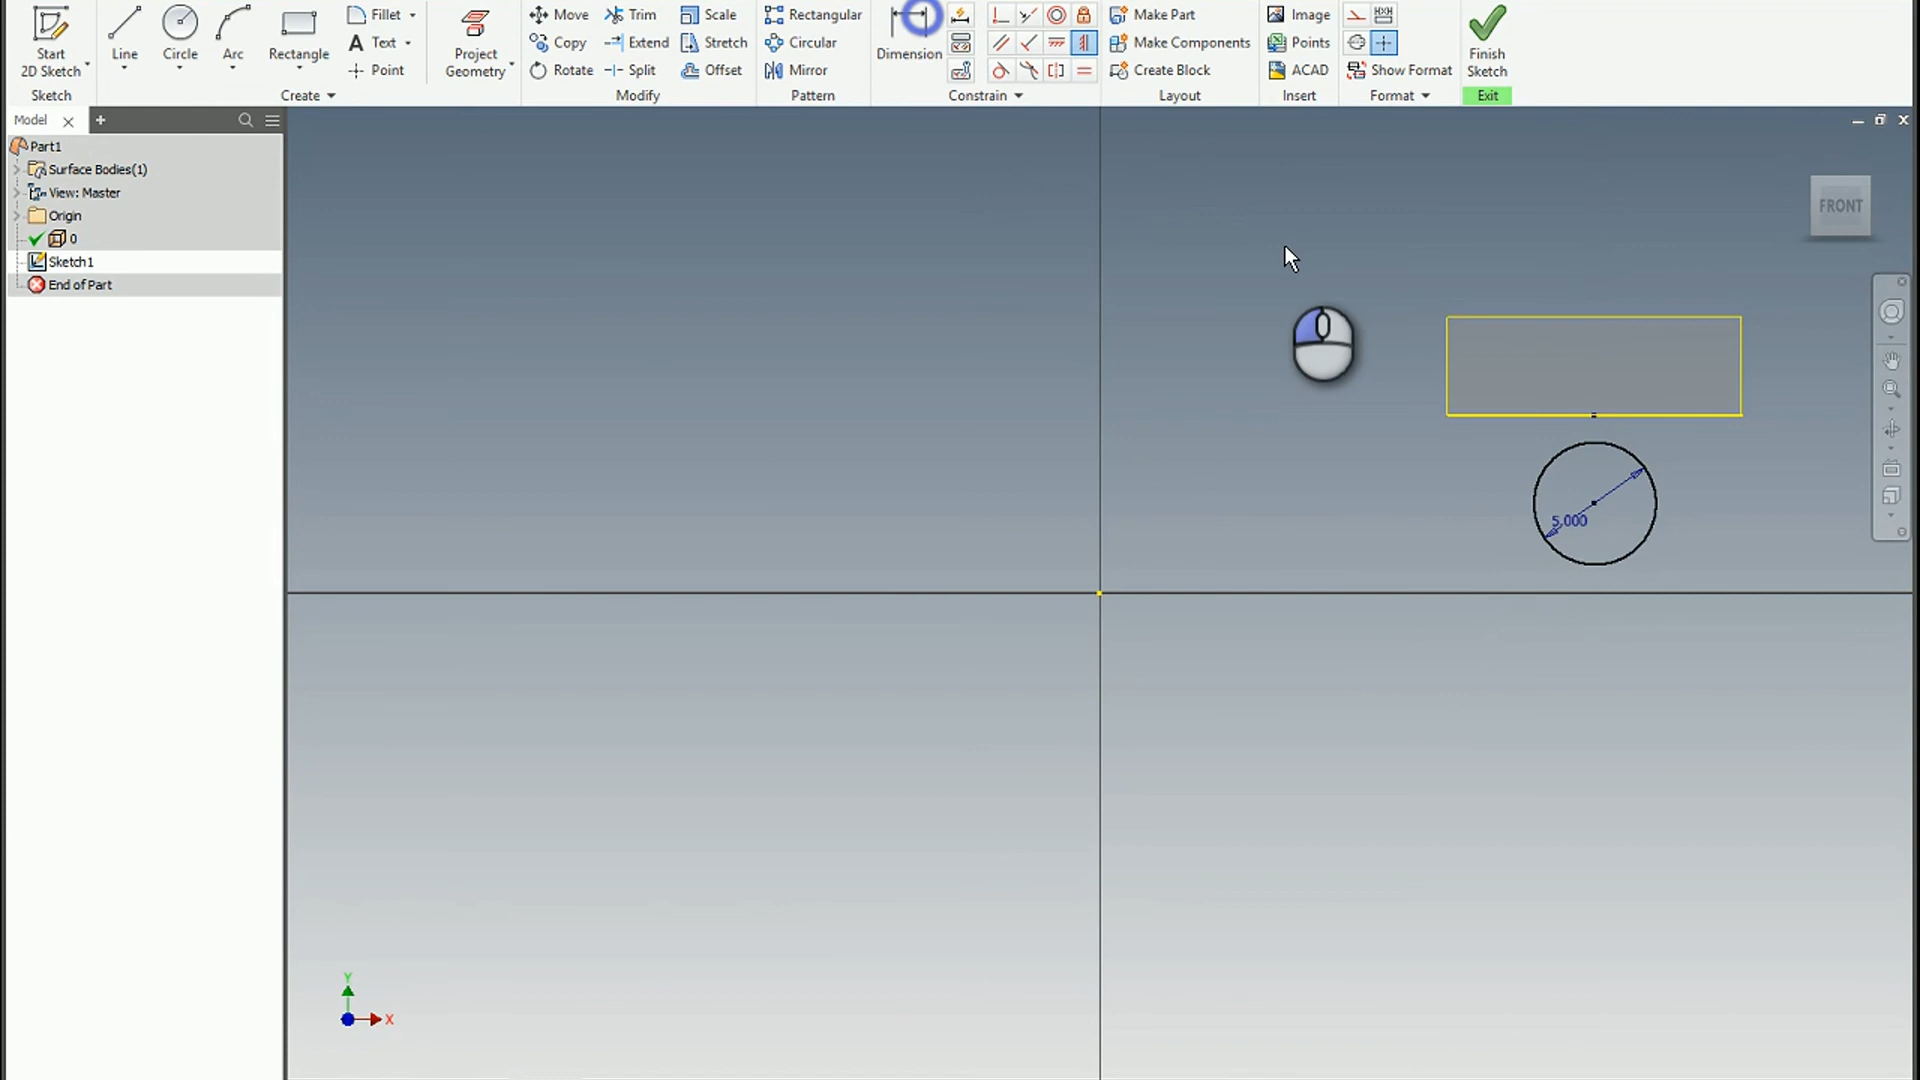 Start
2D Sketch
Line
Circle
Arc
Rectangle
Fillet
Text
Point
Project
Geometry
Move
Copy
Rotate
Trim
Extend
Split
Scale
Stretch
Offset
Rectangular
Circular
Mirror
Dimension
Make Part
Make Components
Create Block
Image
Points
ACAD
Show Format
Finish
Sketch
Sketch
Create
Modify
Pattern
Constrain
Layout
Insert
Format
Exit
Model
Part1
Surface Bodies(1)
View: Master
Origin
0
Sketch1
End of Part
FRONT
5,000
Y
X